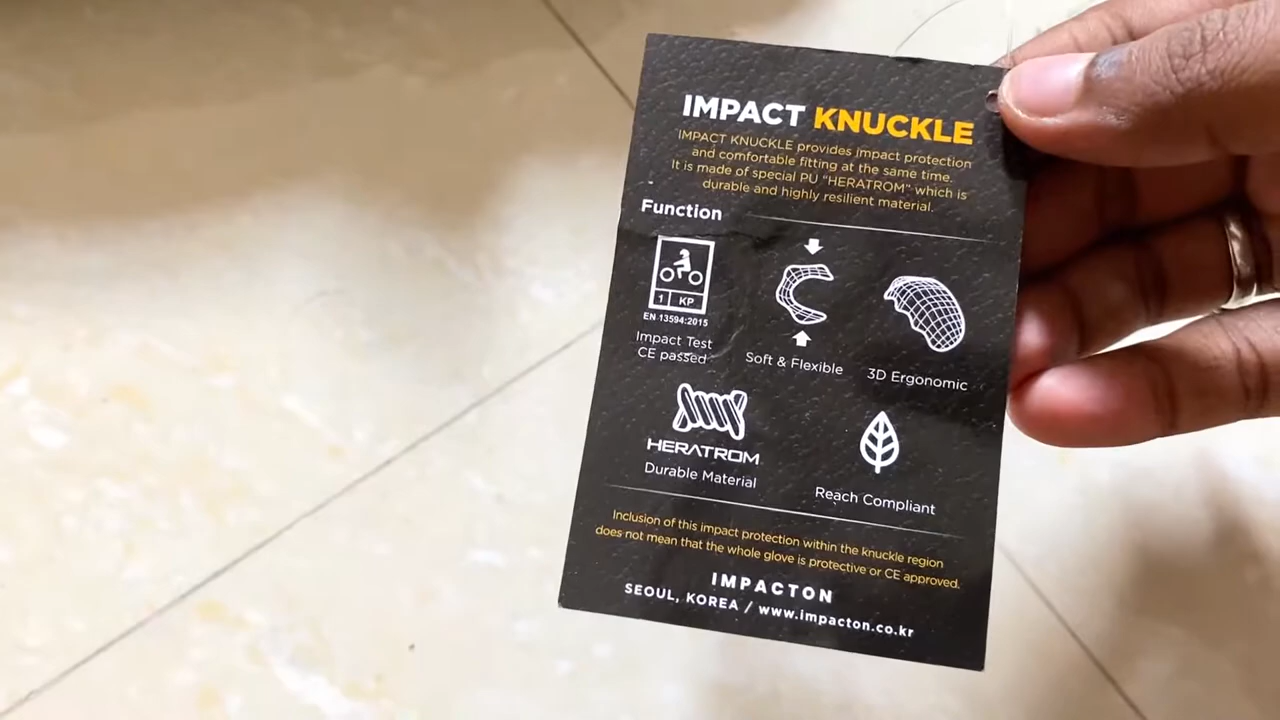 IMPACT KNUCKLE
IMPACT KNUCKLE provides impact protection
and comfortable fitting at the same time.
It is made of special PU "HERATROM" which is
durable and highly resilient material.
Function
1 KP
EN 13594:2015
Impact Test
CE passed
Soft & Flexible
3D Ergonomic
HERATROM
Durable Material
Reach Compliant
Inclusion of this impact protection within the knuckle region
does not mean that the whole glove is protective or CE approved.
IMPACTON
SEOUL, KOREA / www.impacton.co.kr